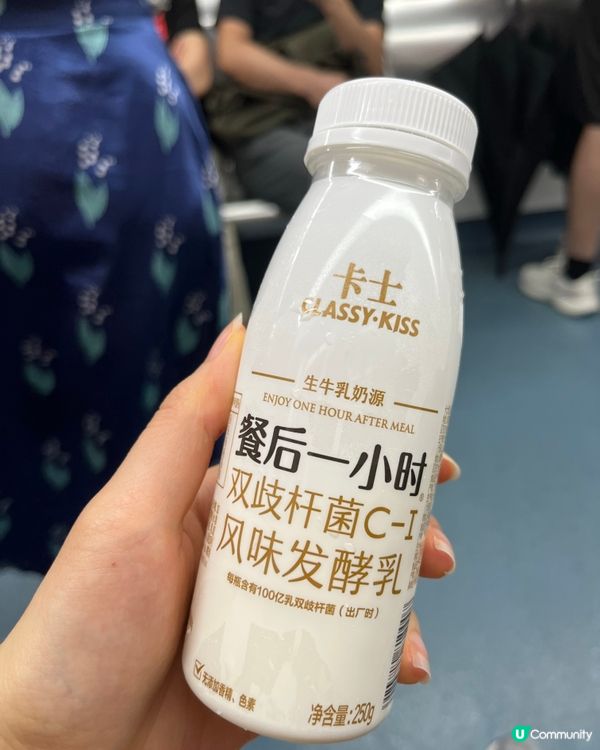 卡士
CLASSY·KISS
生牛乳奶源
ENJOY ONE HOUR AFTER MEAL
餐后一小时
双歧杆菌C-I
风味发酵乳
每瓶含有100亿乳双歧杆菌(出厂时)
无添加香精、色素
净含量:250g
U Community